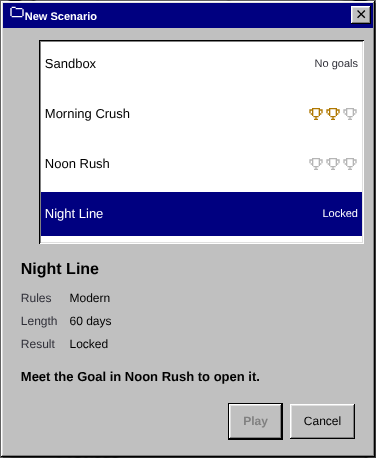 New Scenario
Sandbox No goals
Morning Crush
Noon Rush
Night Line Locked
Night Line
Rules Modern
Length 60 days
Result Locked
Meet the Goal in Noon Rush to open it.
Play Cancel